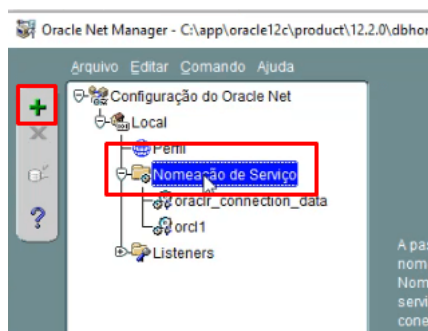 Oracle Net Manager - C:\app\oracle12c\product\12.2.0\dbhor
Arquivo Editar Comando Ajuda
Configuração do Oracle Net
Local
Perfil
Nomeação de Serviço
oraclr_connection_data
orcl1
Listeners
A pa
nom
Nom
servi
cone